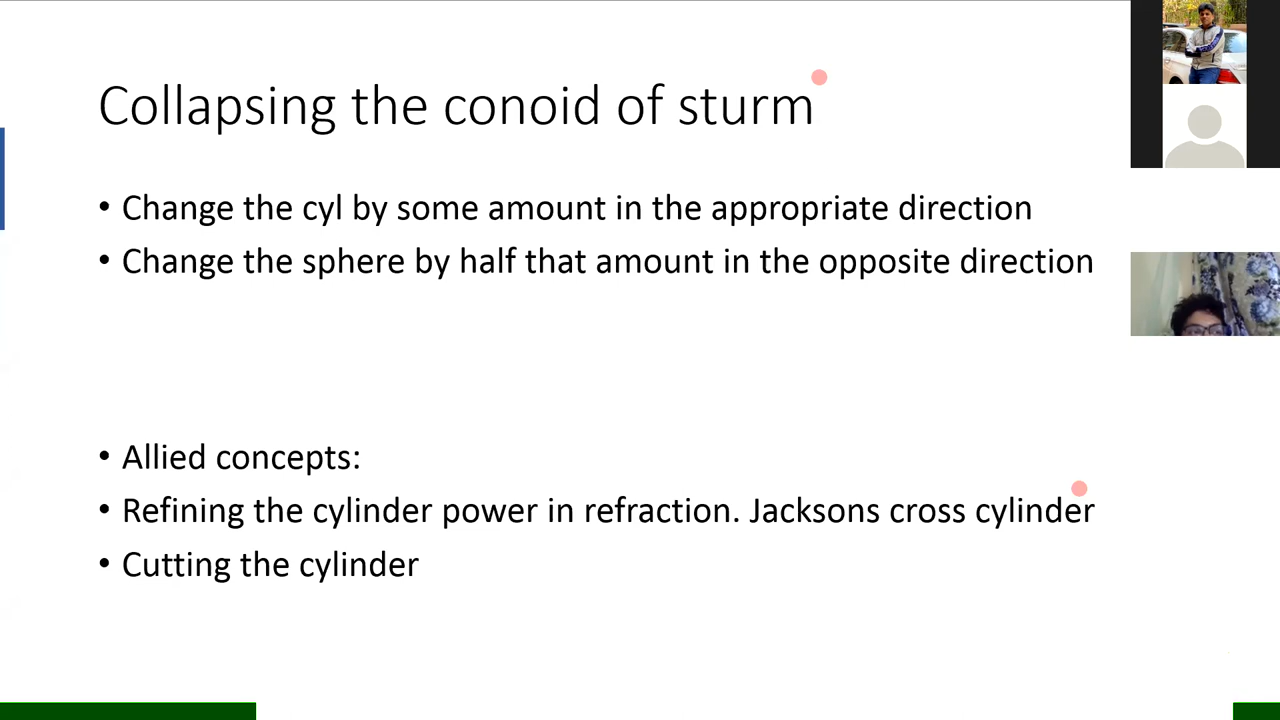 Collapsing the conoid of sturm
• Change the cyl by some amount in the appropriate direction
• Change the sphere by half that amount in the opposite direction
• Allied concepts:
• Refining the cylinder power in refraction. Jacksons cross cylinder
• Cutting the cylinder